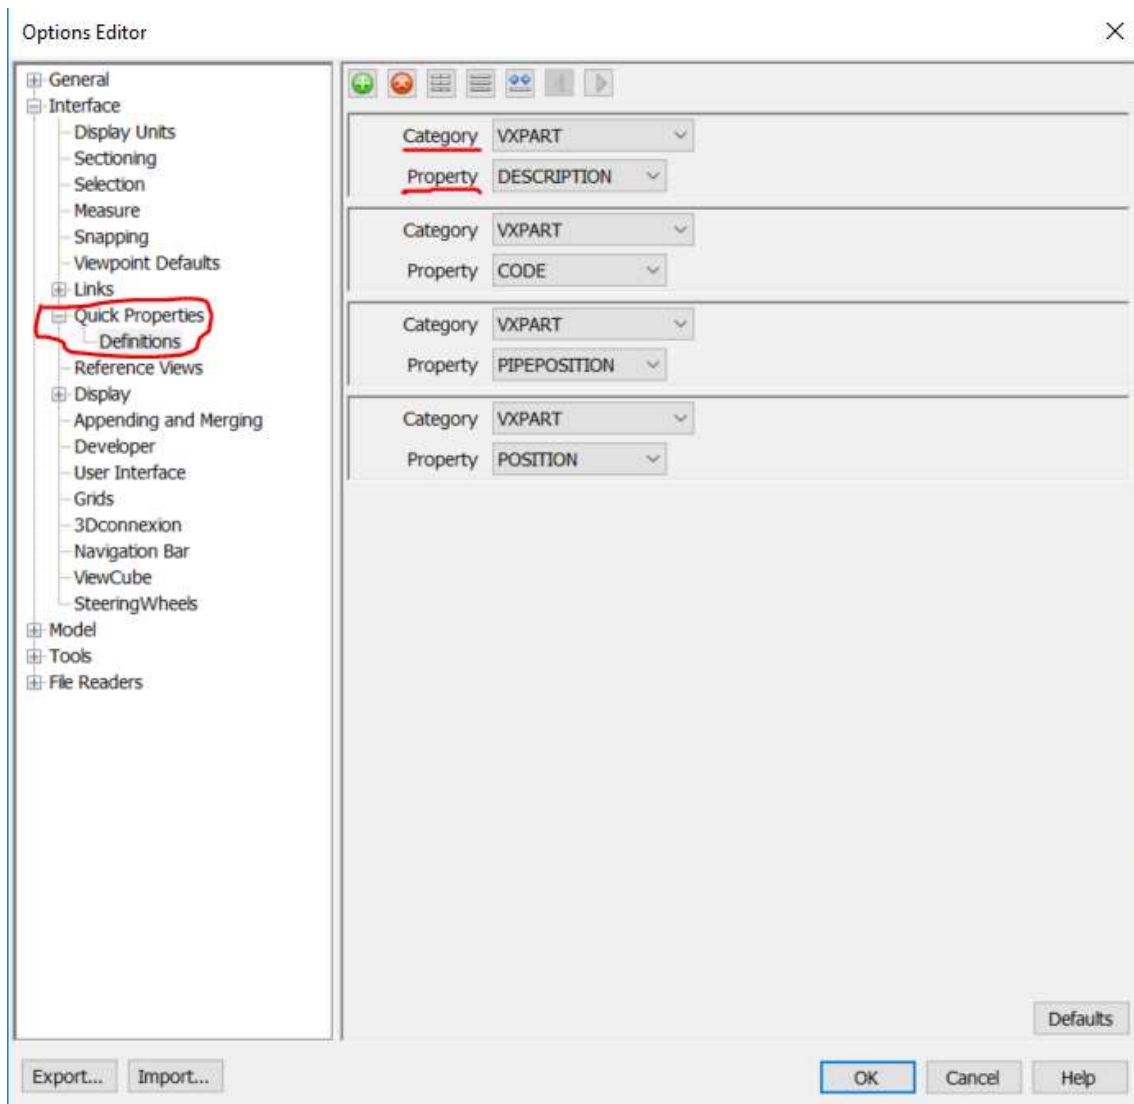 Options Editor
General
Interface
Display Units
Sectioning
Selection
Measure
Snapping
Viewpoint Defaults
Links
Quick Properties
Definitions
Reference Views
Display
Appending and Merging
Developer
User Interface
Grids
3Dconnexion
Navigation Bar
ViewCube
SteeringWheels
Model
Tools
File Readers
Category VXPART
Property DESCRIPTION
Category VXPART
Property CODE
Category VXPART
Property PIPEPOSITION
Category VXPART
Property POSITION
Defaults
Export... Import... OK Cancel Help